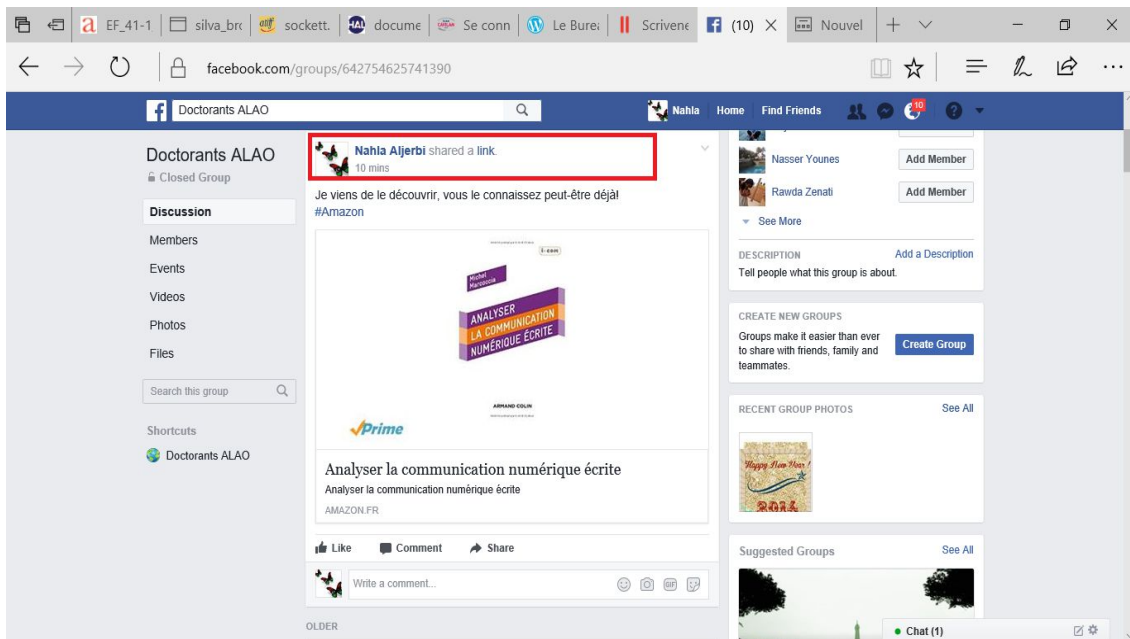 EF_41-1
silva_brc
sockett.
docume
Se conn
Le Bure
Scrivene
(10)
Nouvel
facebook.com/groups/642754625741390
Doctorants ALAO
Nahla
Home
Find Friends
10
Doctorants ALAO
Closed Group
Discussion
Members
Events
Videos
Photos
Files
Search this group
Shortcuts
Doctorants ALAO
Nahla Aljerbi shared a link.
10 mins
Je viens de le découvrir, vous le connaissez peut-être déjà!
#Amazon
i-com
Michel
Marcoccia
ANALYSER
LA COMMUNICATION
NUMÉRIQUE ÉCRITE
ARMAND COLIN
Prime
Analyser la communication numérique écrite
Analyser la communication numérique écrite
AMAZON.FR
Like
Comment
Share
Write a comment...
GIF
OLDER
Nasser Younes
Add Member
Rawda Zenati
Add Member
See More
DESCRIPTION
Add a Description
Tell people what this group is about.
CREATE NEW GROUPS
Groups make it easier than ever
to share with friends, family and
teammates.
Create Group
RECENT GROUP PHOTOS
See All
Happy New Year !
Suggested Groups
See All
Chat (1)